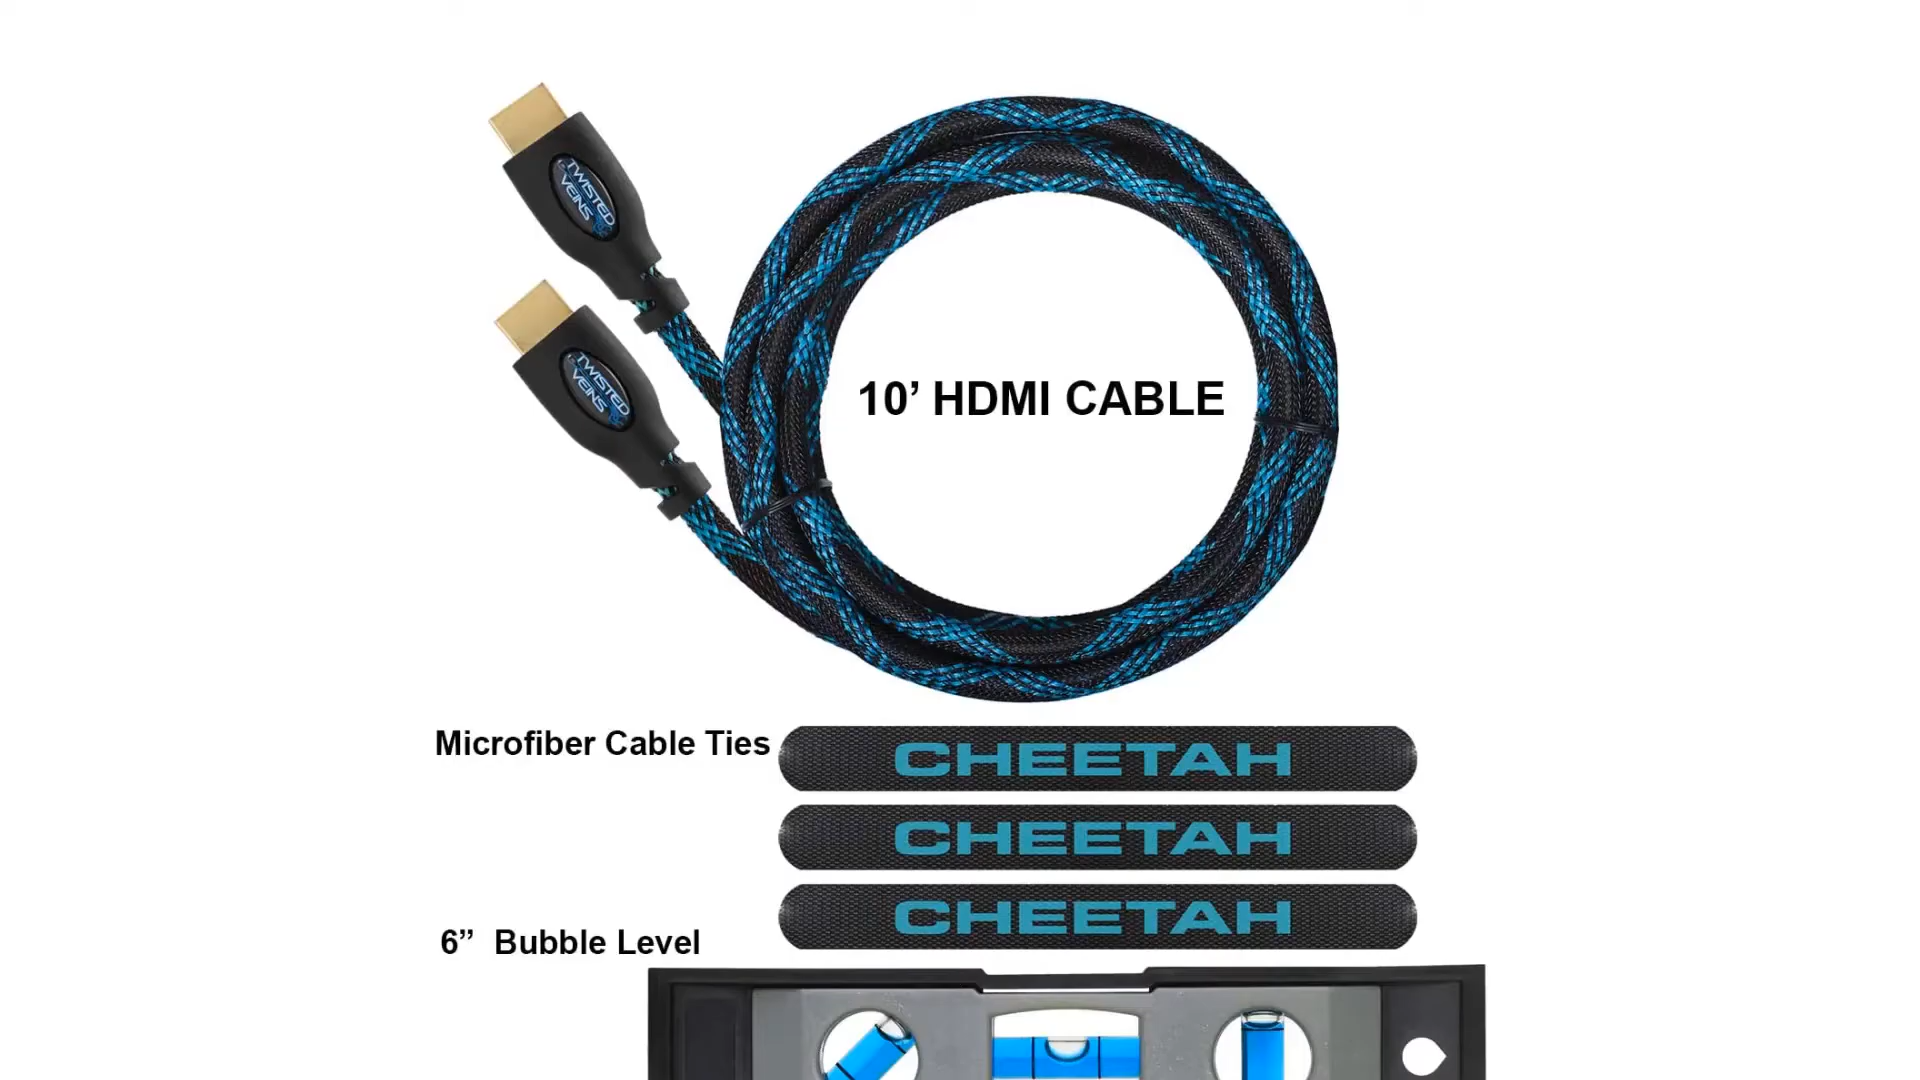 TWISTED
VEINS
TWISTED
VEINS
10’ HDMI CABLE
Microfiber Cable Ties
CHEETAH
CHEETAH
CHEETAH
6” Bubble Level